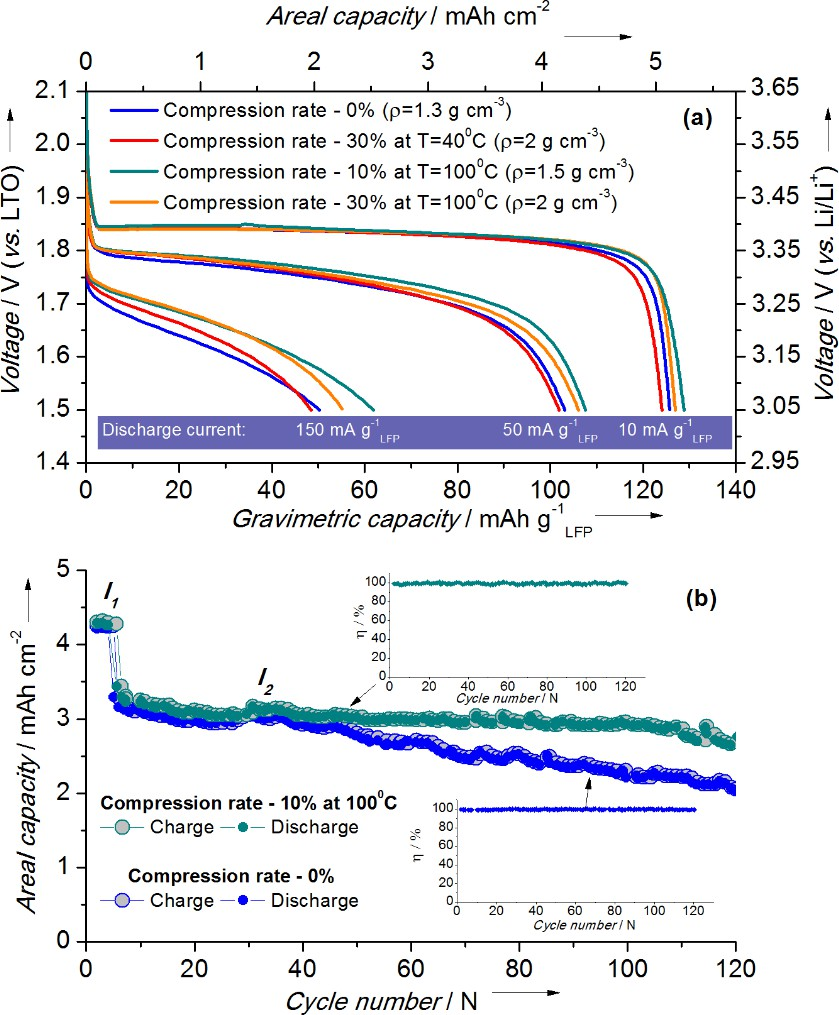 Areal capacity / mAh cm-2
0 1 2 3 4 5
2.1 3.65
Compression rate - 0% (ρ=1.3 g cm-3) (a)
2.0 Compression rate - 30% at T=40⁰C (ρ=2 g cm-3) 3.55
Compression rate - 10% at T=100⁰C (ρ=1.5 g cm-3)
1.9 Compression rate - 30% at T=100⁰C (ρ=2 g cm-3) 3.45
1.8 3.35
1.7 3.25
1.6 3.15
1.5 3.05
Discharge current: 150 mA g-1LFP 50 mA g-1LFP 10 mA g-1LFP
1.4 2.95
Voltage / V (vs. LTO)
Voltage / V (vs. Li/Li+)
0 20 40 60 80 100 120 140
Gravimetric capacity / mAh g-1LFP
(b)
5
4
3
2
1
0
Areal capacity / mAh cm-2
I1
I2
100
80
60
40
20
0
η / %
0 20 40 60 80 100 120
Cycle number / N
Compression rate - 10% at 100⁰C
Charge Discharge
Compression rate - 0%
Charge Discharge
100
80
60
40
20
0
η / %
0 20 40 60 80 100 120
Cycle number / N
0 20 40 60 80 100 120
Cycle number / N